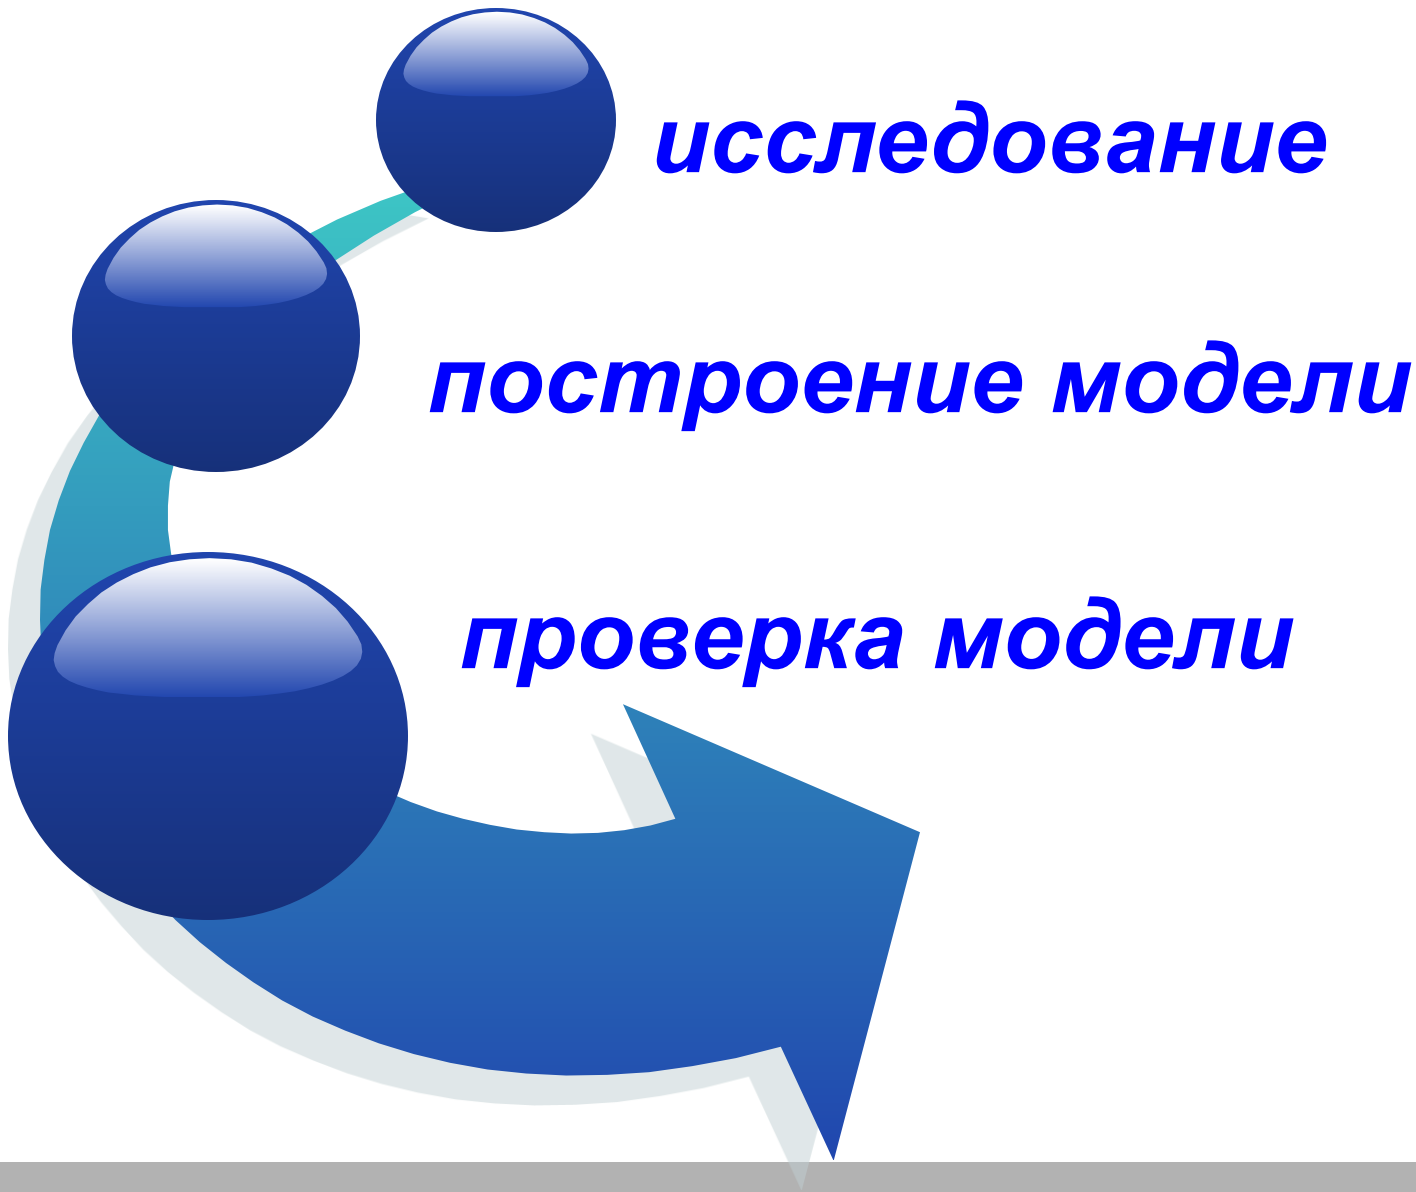 исследование
построение модели
проверка модели